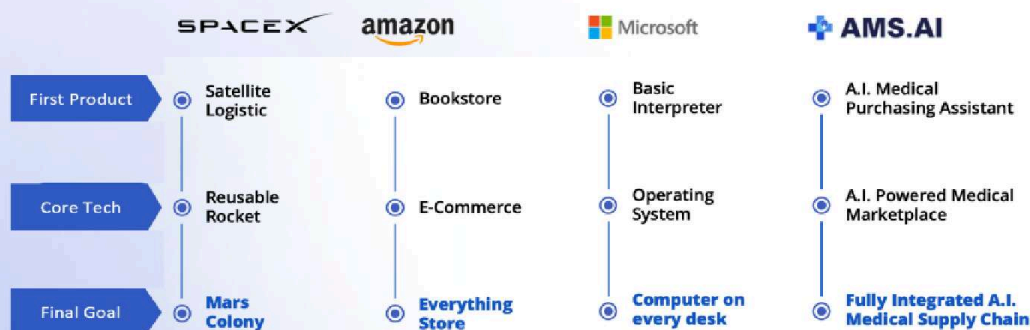 SPACEX
amazon
Microsoft
AMS.AI
First Product
Satellite
Logistic
Bookstore
Basic
Interpreter
A.I. Medical
Purchasing Assistant
Core Tech
Reusable
Rocket
E-Commerce
Operating
System
A.I. Powered Medical
Marketplace
Final Goal
Mars
Colony
Everything
Store
Computer on
every desk
Fully Integrated A.I.
Medical Supply Chain